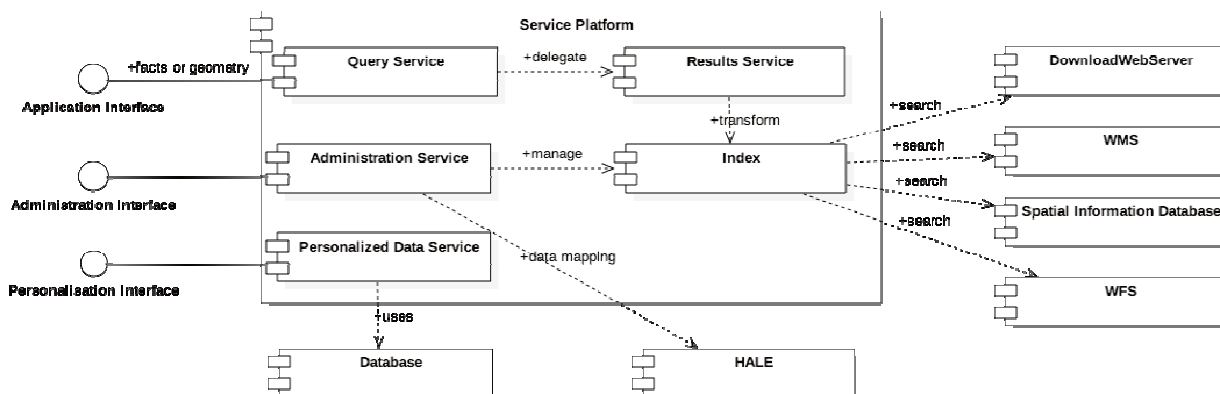 Service Platform
Query Service
+delegate
Results Service
DownloadWebServer
+facts or geometry
Application Interface
+transform
+search
WMS
Administration Service
+manage
Index
+search
+search
Administration Interface
Spatial Information Database
+search
Personalized Data Service
+data mapping
Personalisation Interface
WFS
+uses
Database
HALE